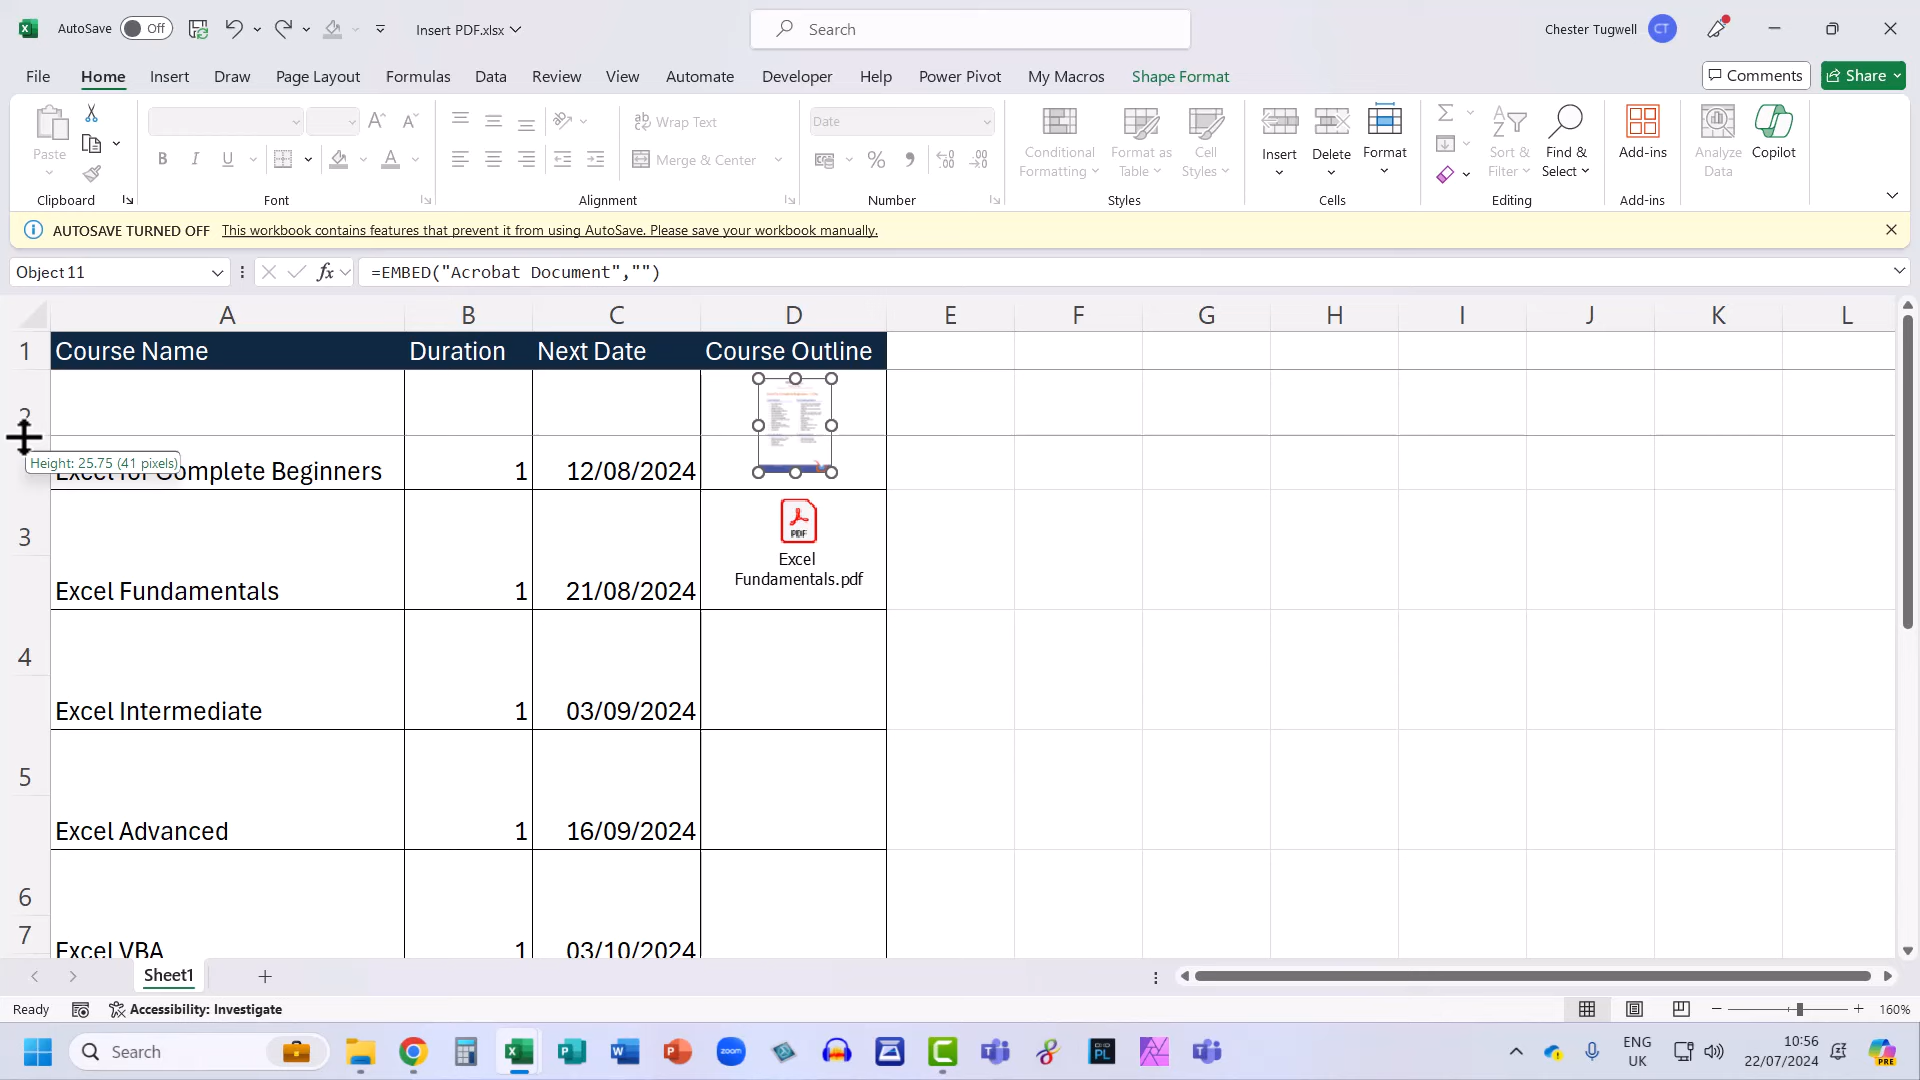 AutoSave Off Insert PDF.xlsx Search Chester Tugwell CT
File Home Insert Draw Page Layout Formulas Data Review View Automate Developer Help Power Pivot My Macros Shape Format Comments Share
Paste
Wrap Text
Merge & Center
Date
Conditional Formatting
Format as Table
Cell Styles
Insert
Delete
Format
Sort & Filter
Find & Select
Add-ins
Analyze Data
Copilot
Clipboard Font Alignment Number Styles Cells Editing Add-ins
AUTOSAVE TURNED OFF This workbook contains features that prevent it from using AutoSave. Please save your workbook manually.
Object 11 fx =EMBED("Acrobat Document","")
A B C D E F G H I J K L
1 Course Name Duration Next Date Course Outline
2
Height: 25.75 (41 pixels)
Excel for Complete Beginners 1 12/08/2024
3
PDF
Excel
Fundamentals.pdf
Excel Fundamentals 1 21/08/2024
4
Excel Intermediate 1 03/09/2024
5
Excel Advanced 1 16/09/2024
6
7
Excel VBA 1 03/10/2024
Sheet1
Ready Accessibility: Investigate 160%
Search zoom ENG 10:56
UK 22/07/2024 PRE